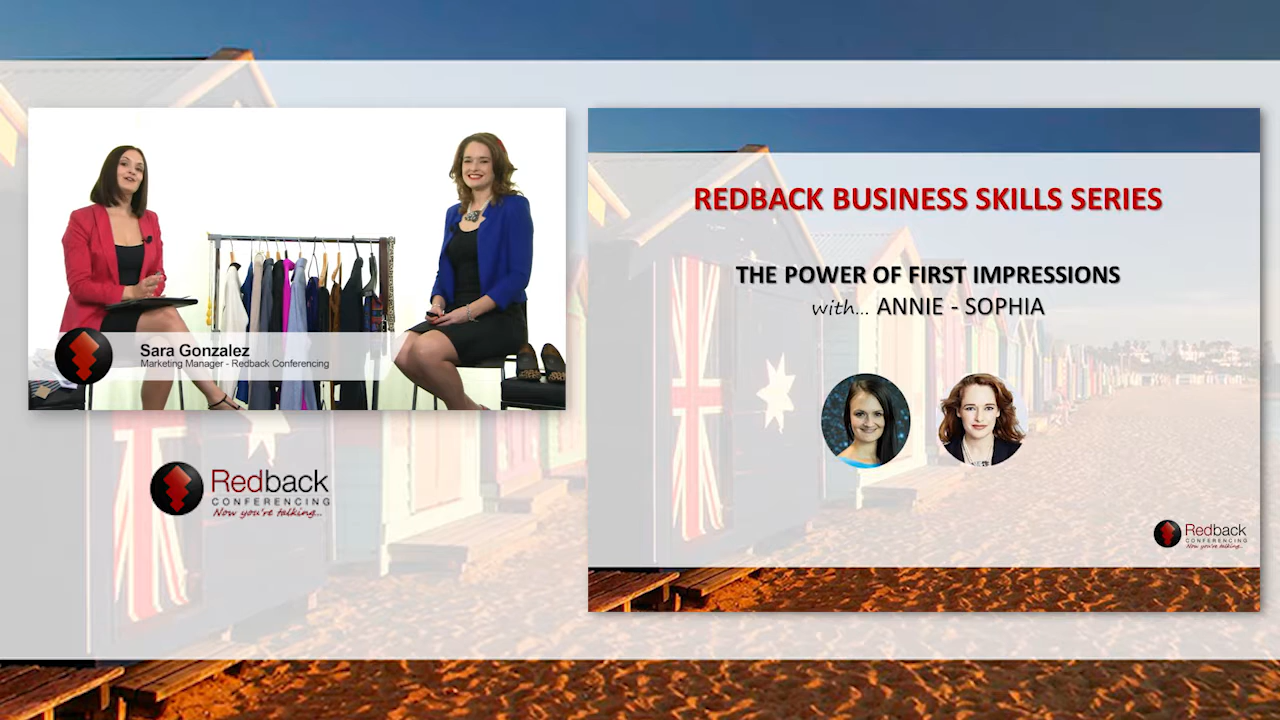 Sara Gonzalez
Marketing Manager - Redback Conferencing
Redback
CONFERENCING
Now you're talking...
REDBACK BUSINESS SKILLS SERIES
THE POWER OF FIRST IMPRESSIONS
with... ANNIE - SOPHIA
Redback
CONFERENCING
Now you're talking...